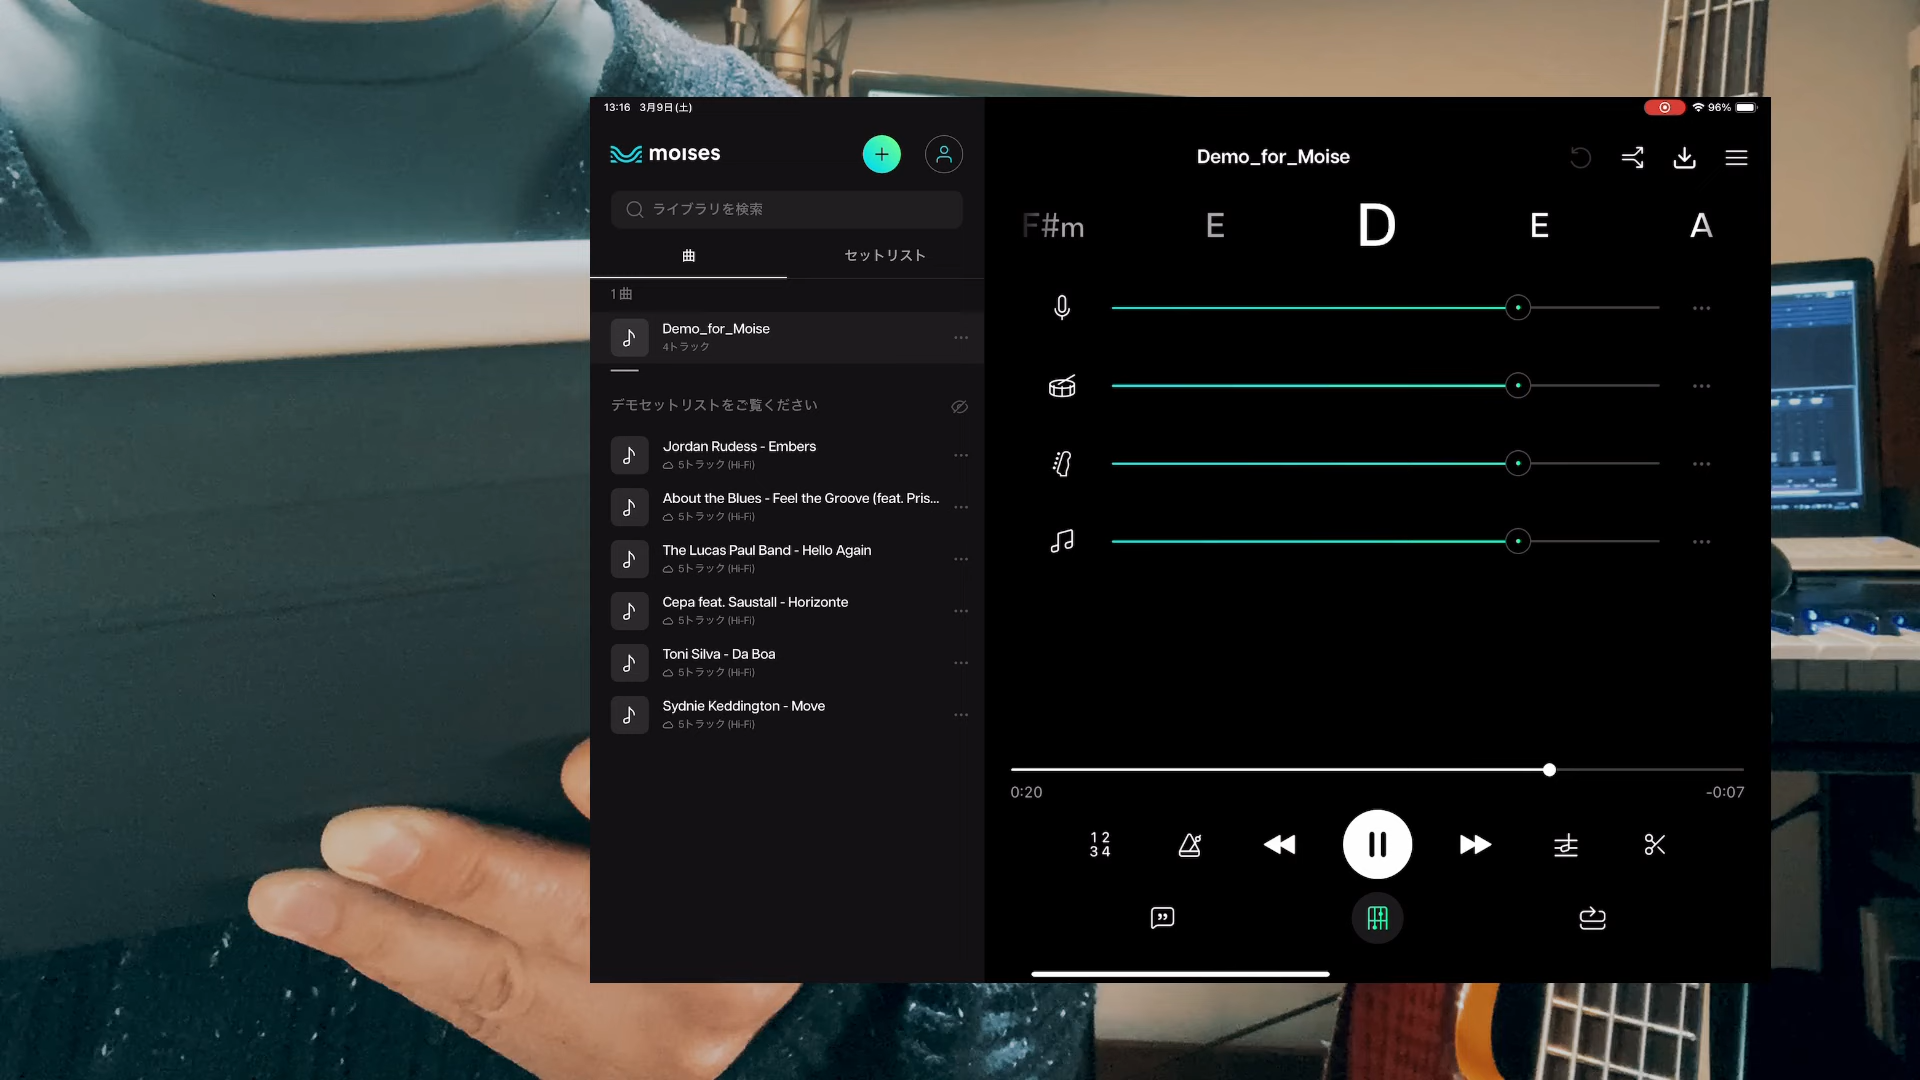 13:16 3月9日(土)
96%
moises
ライブラリを検索
曲
セットリスト
1 曲
Demo_for_Moise
4トラック
デモセットリストをご覧ください
Jordan Rudess - Embers
5トラック (Hi-Fi)
About the Blues - Feel the Groove (feat. Pris...
5トラック (Hi-Fi)
The Lucas Paul Band - Hello Again
5トラック (Hi-Fi)
Cepa feat. Saustall - Horizonte
5トラック (Hi-Fi)
Toni Silva - Da Boa
5トラック (Hi-Fi)
Sydnie Keddington - Move
5トラック (Hi-Fi)
Demo_for_Moise
F#m E D E A
0:20
-0:07
1 2
3 4